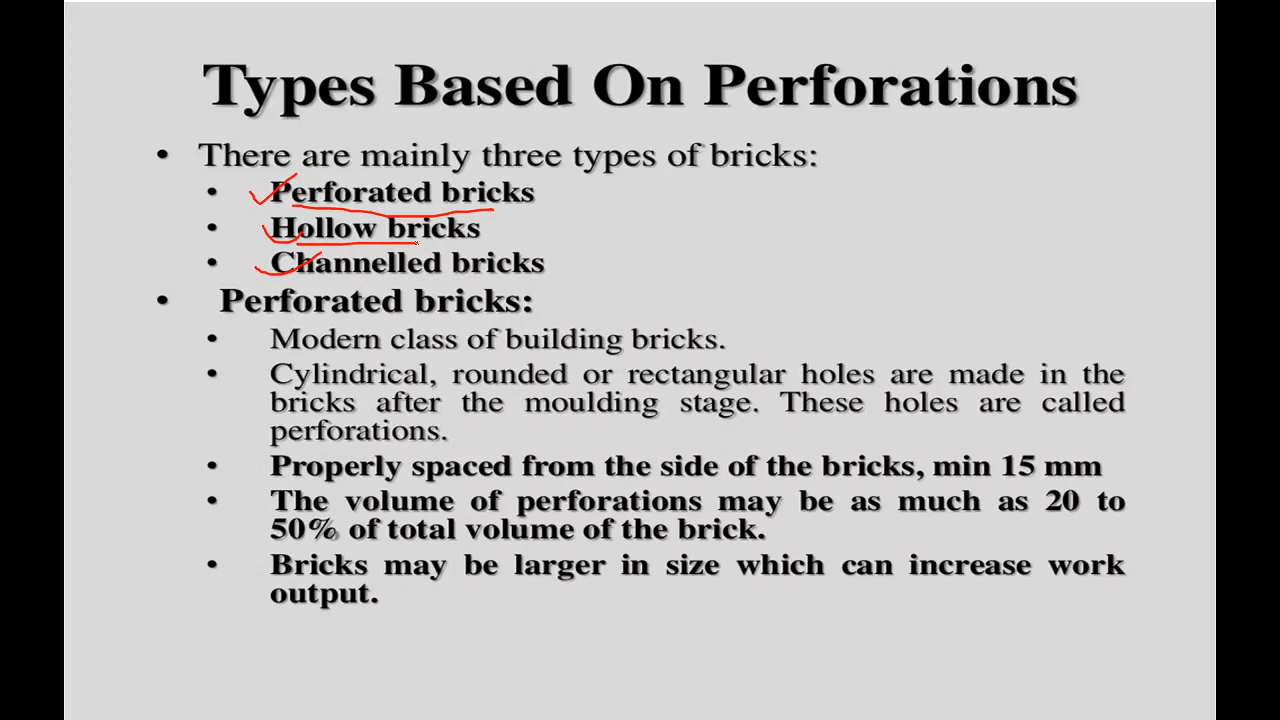 Types Based On Perforations
• There are mainly three types of bricks:
• Perforated bricks
• Hollow bricks
• Channelled bricks
• Perforated bricks:
• Modern class of building bricks.
• Cylindrical, rounded or rectangular holes are made in the
bricks after the moulding stage. These holes are called
perforations.
• Properly spaced from the side of the bricks, min 15 mm
• The volume of perforations may be as much as 20 to
50% of total volume of the brick.
• Bricks may be larger in size which can increase work
output.